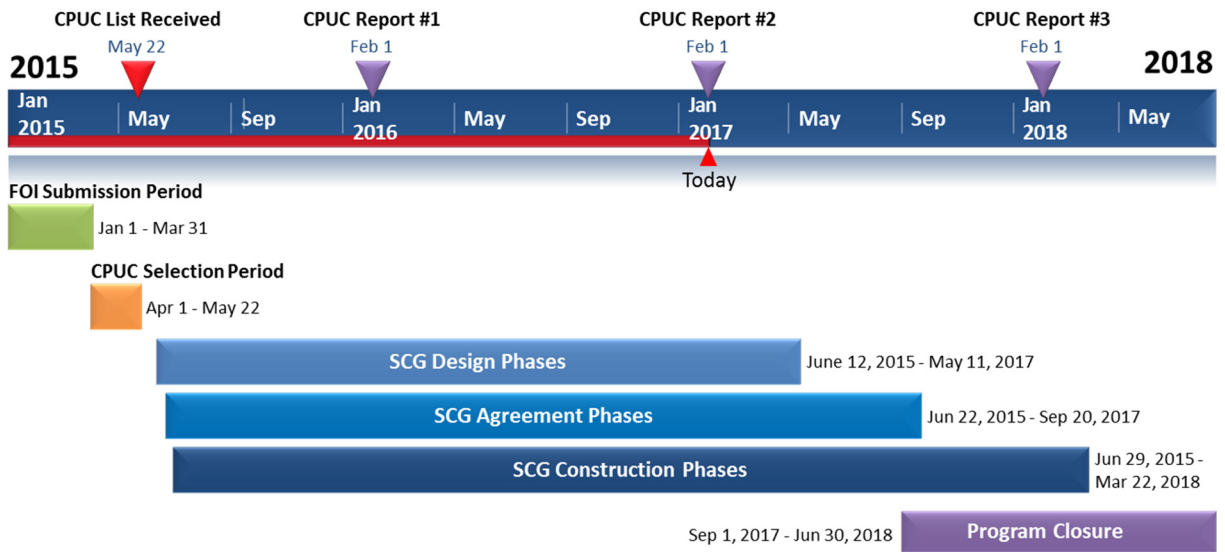 CPUC List Received
CPUC Report #1
CPUC Report #2
CPUC Report #3
May 22
Feb 1
Feb 1
Feb 1
2015
2018
Jan
2015
May
Sep
Jan
2016
May
Sep
Jan
2017
May
Sep
Jan
2018
May
Today
FOI Submission Period
Jan 1 - Mar 31
CPUC Selection Period
Apr 1 - May 22
SCG Design Phases
June 12, 2015 - May 11, 2017
SCG Agreement Phases
Jun 22, 2015 - Sep 20, 2017
SCG Construction Phases
Jun 29, 2015 -
Mar 22, 2018
Sep 1, 2017 - Jun 30, 2018
Program Closure